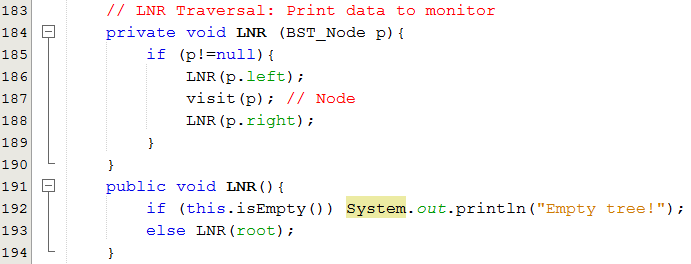 183 // LNR Traversal: Print data to monitor
184 private void LNR (BST_Node p){
185 if (p!=null){
186 LNR(p.left);
187 visit(p); // Node
188 LNR(p.right);
189 }
190 }
191 public void LNR(){
192 if (this.isEmpty()) System.out.println("Empty tree!");
193 else LNR(root);
194 }